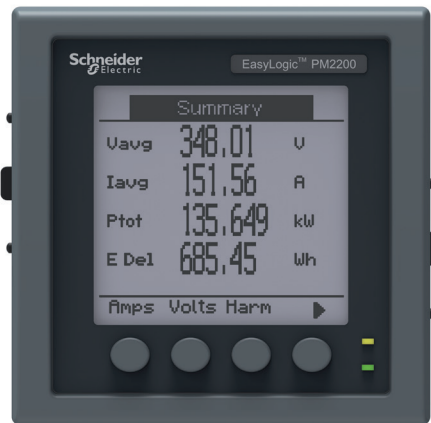 Schneider
Electric
EasyLogic™ PM2200
Summary
Vavg 348.01 V
Iavg 151.56 A
Ptot 135.649 kW
E Del 685.45 Wh
Amps Volts Harm